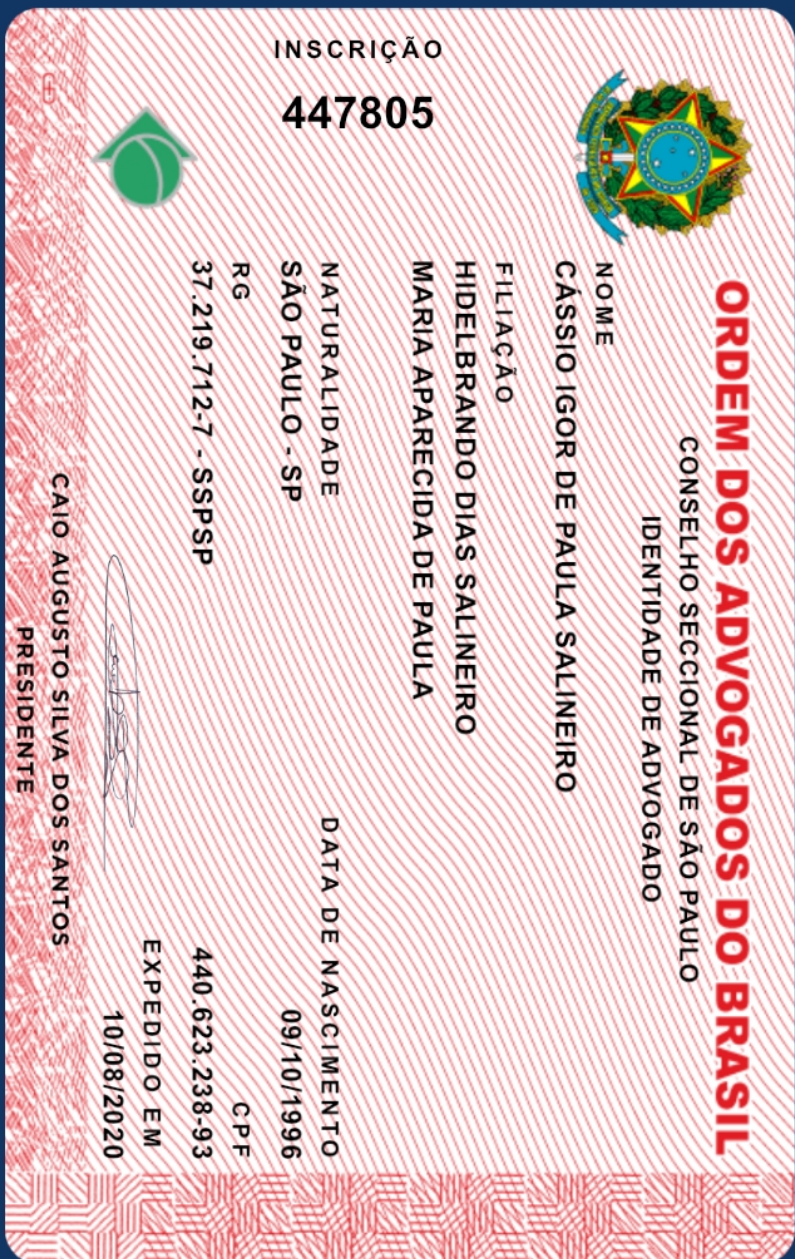 INSCRIÇÃO
447805
ORDEM DOS ADVOGADOS DO BRASIL
CONSELHO SECCIONAL DE SÃO PAULO
IDENTIDADE DE ADVOGADO
NOME
CÁSSIO IGOR DE PAULA SALINEIRO
FILIAÇÃO
HIDELBRANDO DIAS SALINEIRO
MARIA APARECIDA DE PAULA
NATURALIDADE DATA DE NASCIMENTO
SÃO PAULO - SP 09/10/1996
RG CPF
37.219.712-7 - SSPSP 440.623.238-93
EXPEDIDO EM
10/08/2020
CAIO AUGUSTO SILVA DOS SANTOS
PRESIDENTE